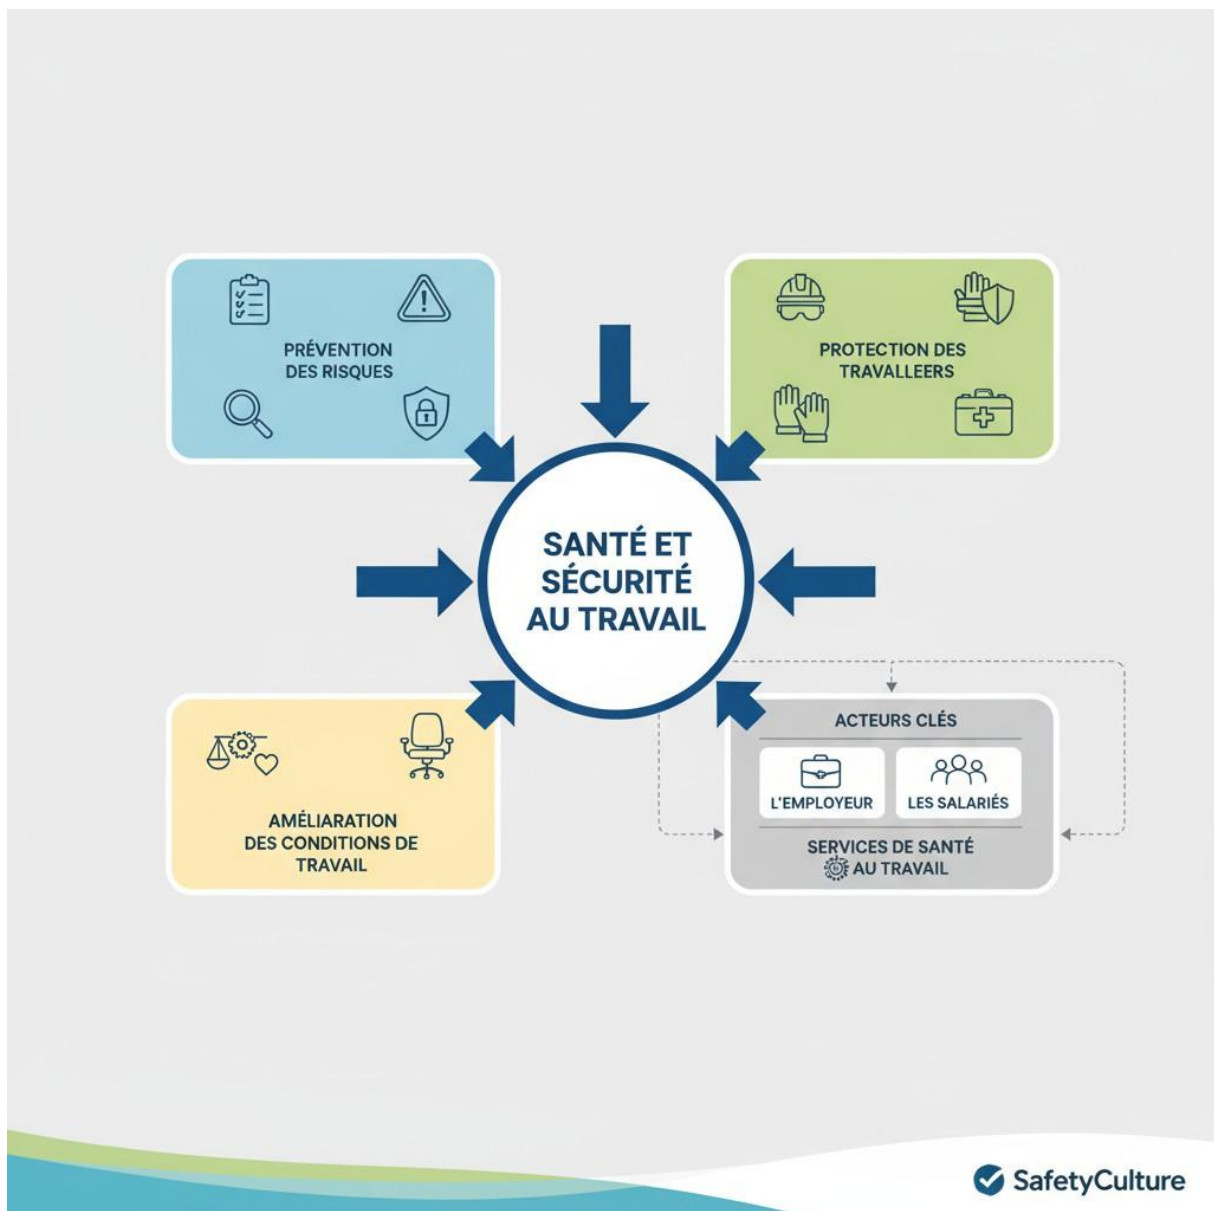 PRÉVENTION
DES RISQUES
PROTECTION DES
TRAVALLEERS
SANTÉ ET
SÉCURITÉ
AU TRAVAIL
AMÉLIARATION
DES CONDITIONS DE
TRAVAIL
ACTEURS CLÉS
L'EMPLOYEUR
LES SALARIÉS
SERVICES DE SANTÉ
AU TRAVAIL
SafetyCulture